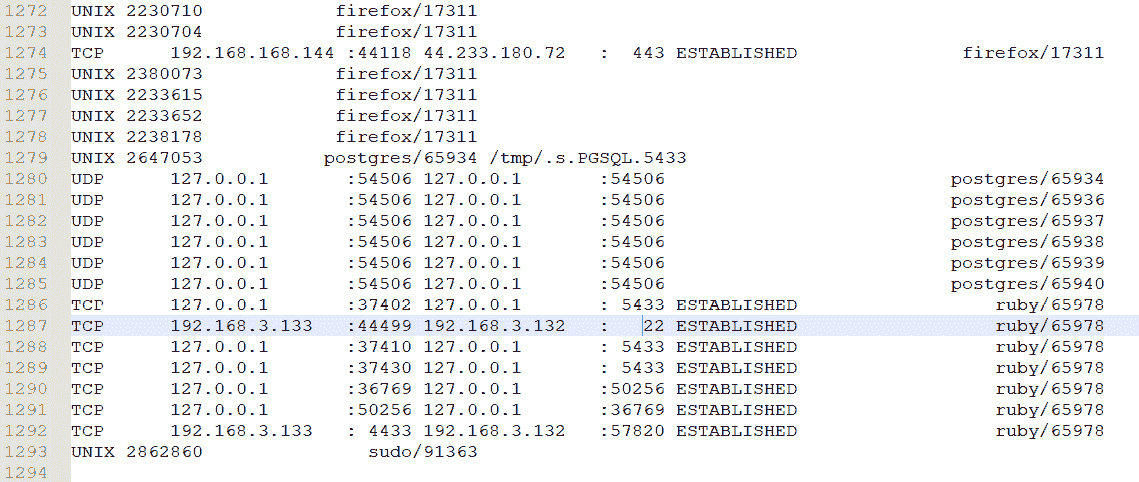 1272 UNIX 2230710 firefox/17311
1273 UNIX 2230704 firefox/17311
1274 TCP 192.168.168.144 :44118 44.233.180.72 : 443 ESTABLISHED firefox/17311
1275 UNIX 2380073 firefox/17311
1276 UNIX 2233615 firefox/17311
1277 UNIX 2233652 firefox/17311
1278 UNIX 2238178 firefox/17311
1279 UNIX 2647053 postgres/65934 /tmp/.s.PGSQL.5433
1280 UDP 127.0.0.1 :54506 127.0.0.1 :54506 postgres/65934
1281 UDP 127.0.0.1 :54506 127.0.0.1 :54506 postgres/65936
1282 UDP 127.0.0.1 :54506 127.0.0.1 :54506 postgres/65937
1283 UDP 127.0.0.1 :54506 127.0.0.1 :54506 postgres/65938
1284 UDP 127.0.0.1 :54506 127.0.0.1 :54506 postgres/65939
1285 UDP 127.0.0.1 :54506 127.0.0.1 :54506 postgres/65940
1286 TCP 127.0.0.1 :37402 127.0.0.1 : 5433 ESTABLISHED ruby/65978
1287 TCP 192.168.3.133 :44499 192.168.3.132 : 22 ESTABLISHED ruby/65978
1288 TCP 127.0.0.1 :37410 127.0.0.1 : 5433 ESTABLISHED ruby/65978
1289 TCP 127.0.0.1 :37430 127.0.0.1 : 5433 ESTABLISHED ruby/65978
1290 TCP 127.0.0.1 :36769 127.0.0.1 :50256 ESTABLISHED ruby/65978
1291 TCP 127.0.0.1 :50256 127.0.0.1 :36769 ESTABLISHED ruby/65978
1292 TCP 192.168.3.133 : 4433 192.168.3.132 :57820 ESTABLISHED ruby/65978
1293 UNIX 2862860 sudo/91363
1294